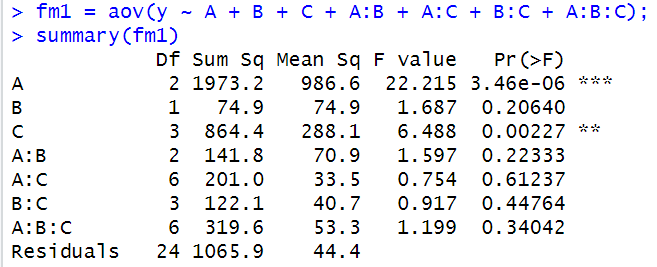 > fm1 = aov(y ~ A + B + C + A:B + A:C + B:C + A:B:C);
> summary(fm1)
Df Sum Sq Mean Sq F value Pr(>F)
A 2 1973.2 986.6 22.215 3.46e-06 ***
B 1 74.9 74.9 1.687 0.20640
C 3 864.4 288.1 6.488 0.00227 **
A:B 2 141.8 70.9 1.597 0.22333
A:C 6 201.0 33.5 0.754 0.61237
B:C 3 122.1 40.7 0.917 0.44764
A:B:C 6 319.6 53.3 1.199 0.34042
Residuals 24 1065.9 44.4